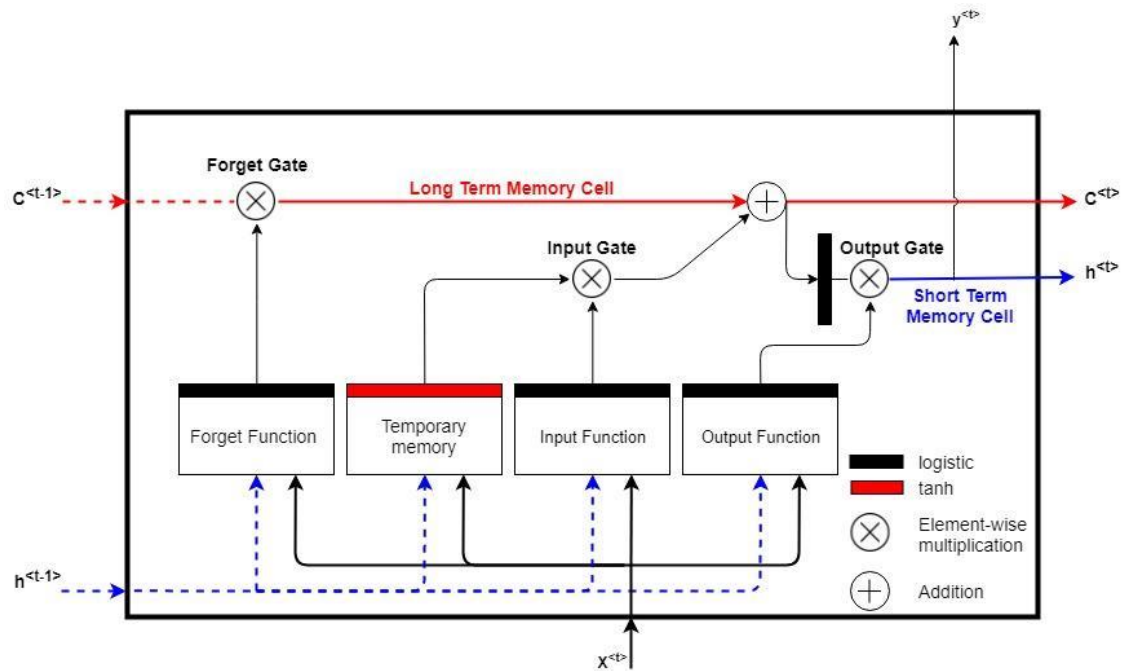 y<t>
Forget Gate
C<t-1>
Long Term Memory Cell
C<t>
Input Gate
Output Gate
h<t>
Short Term
Memory Cell
Forget Function
Temporary
memory
Input Function
Output Function
logistic
tanh
Element-wise
multiplication
h<t-1>
Addition
X<t>